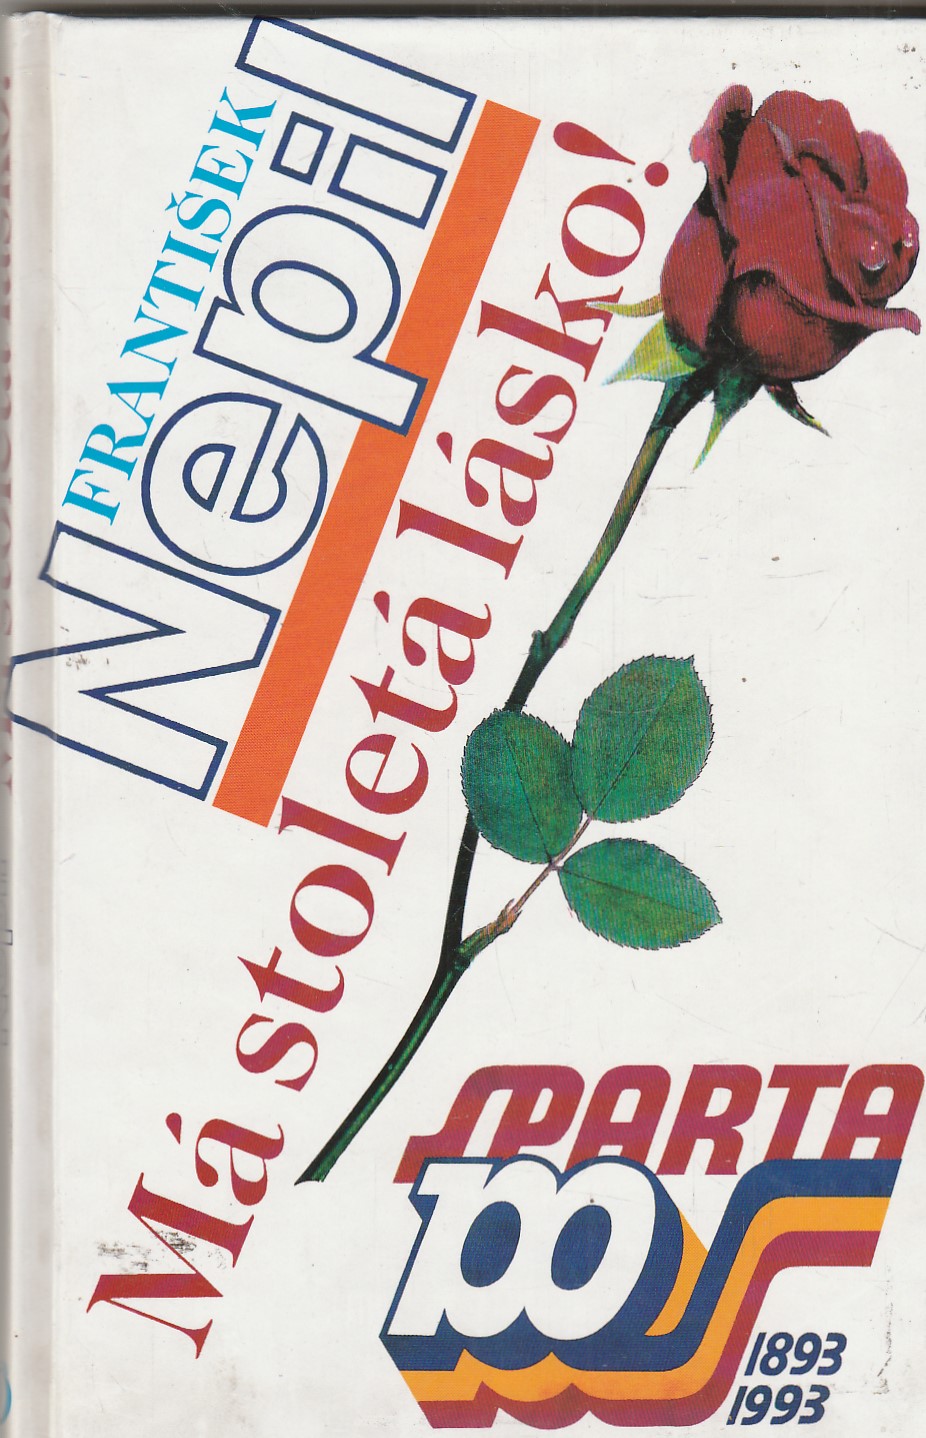 FRANTIŠEK
Nepil
Má stoletá lásko!
SPARTA
100
1893
1993